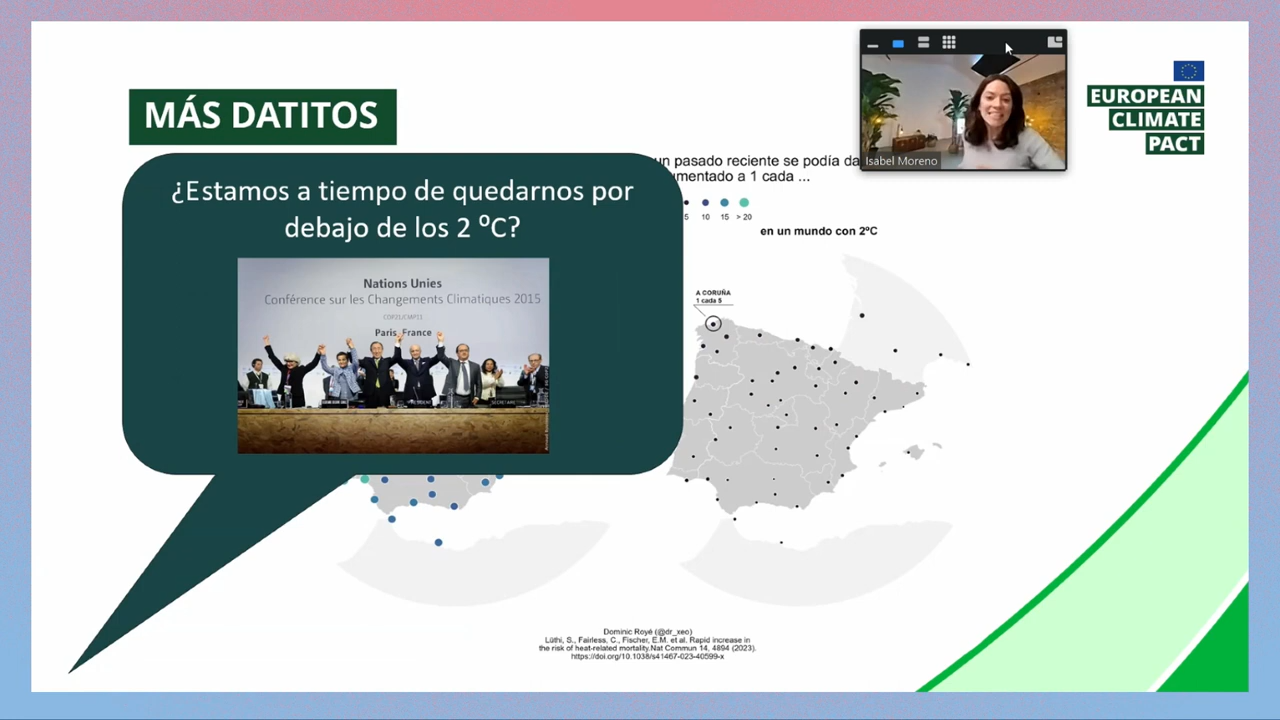 MÁS DATITOS
¿Estamos a tiempo de quedarnos por
debajo de los 2 ºC?
Nations Unies
Conférence sur les Changements Climatiques 2015
COP21/CMP11
Paris, France
un pasado reciente se podía da
umentado a 1 cada ...
5 10 15 > 20
en un mundo con 2ºC
A CORUÑA
1 cada 5
Isabel Moreno
EUROPEAN
CLIMATE
PACT
Dominic Royé (@dr_xeo)
Lüthi, S., Fairless, C., Fischer, E.M. et al. Rapid increase in
the risk of heat-related mortality.Nat Commun 14, 4894 (2023).
https://doi.org/10.1038/s41467-023-40599-x